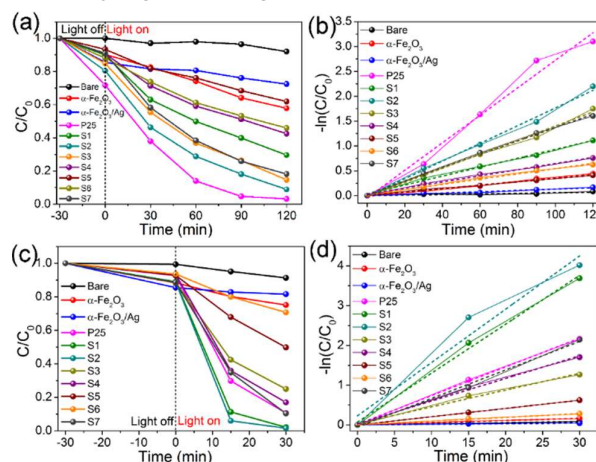 (a)
Light off Light on
C/C0
1.0
0.8
0.6
0.4
0.2
0.0
Bare
α-Fe2O3
α-Fe2O3/Ag
P25
S1
S2
S3
S4
S5
S6
S7
-30 0 30 60 90 120
Time (min)
(b)
-ln(C/C0)
-3.5
-3.0
-2.5
-2.0
-1.5
-1.0
-0.5
0.0
Bare
α-Fe2O3
α-Fe2O3/Ag
P25
S1
S2
S3
S4
S5
S6
S7
0 30 60 90 120
Time (min)
(c)
C/C0
1.0
0.8
0.6
0.4
0.2
0.0
Bare
α-Fe2O3
α-Fe2O3/Ag
P25
S1
S2
S3
S4
S5
S6
S7
Light off Light on
-30 -15 0 15 30
Time (min)
(d)
-ln(C/C0)
-4
-3
-2
-1
0
Bare
α-Fe2O3
α-Fe2O3/Ag
P25
S1
S2
S3
S4
S5
S6
S7
0 5 10 15 20 25 30
Time (min)